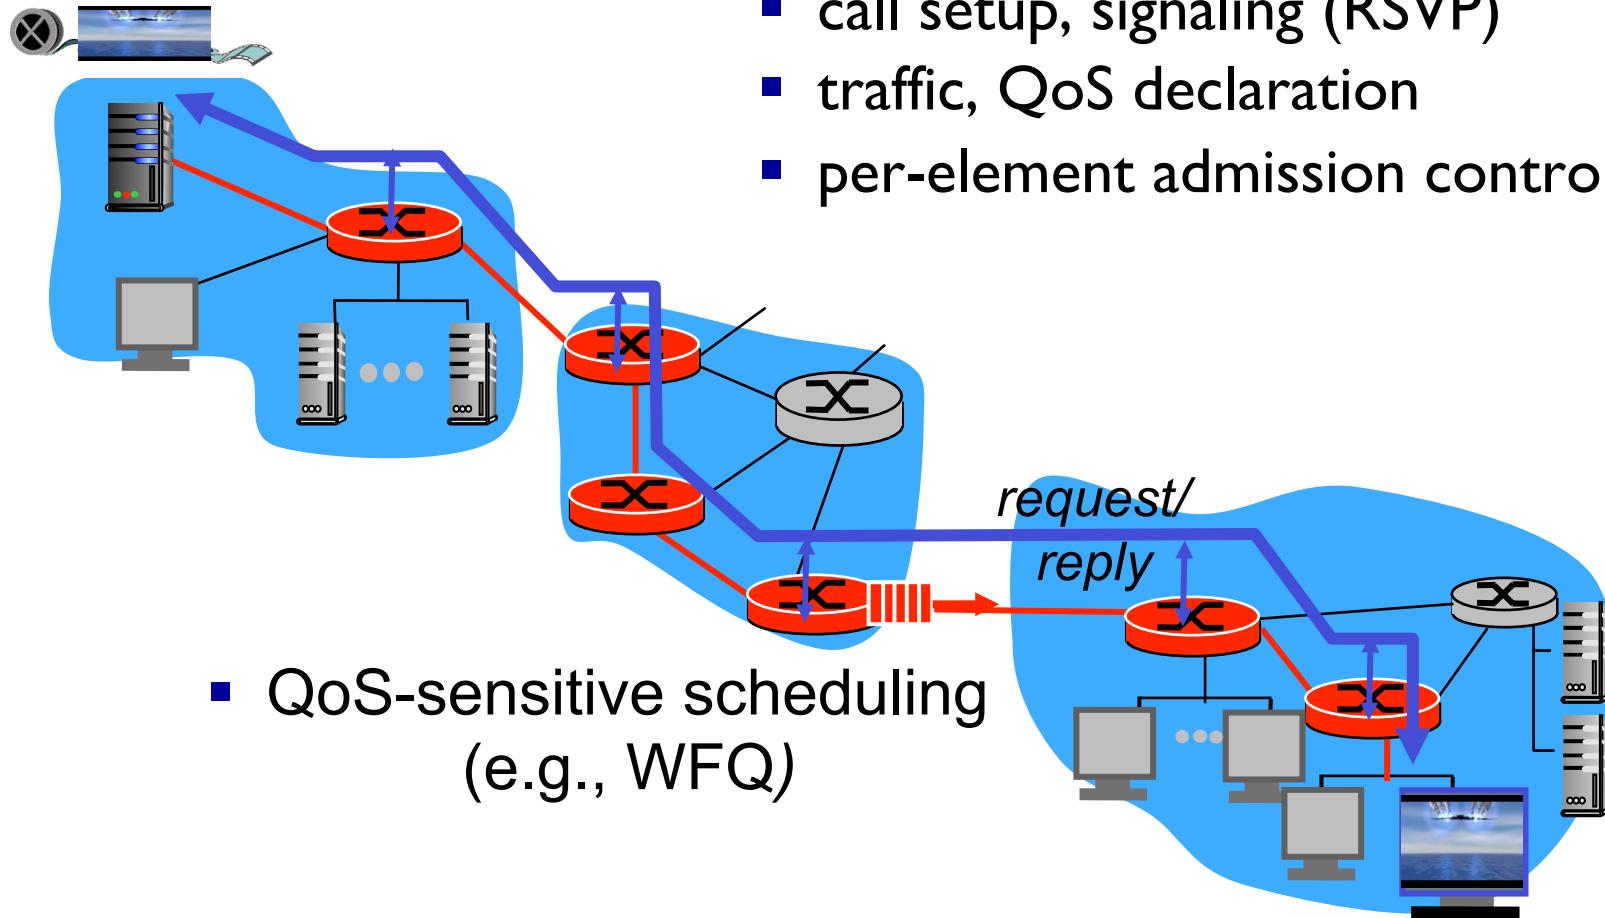 call setup, signaling (RSVP)
traffic, QoS declaration
per-element admission contro
request/
reply
QoS-sensitive scheduling
(e.g., WFQ)